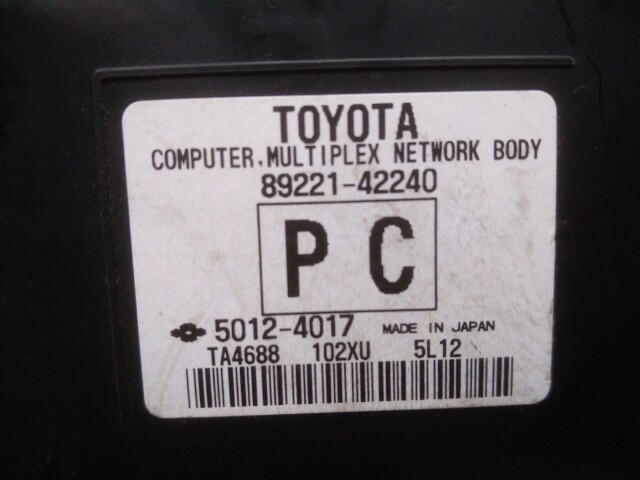 TOYOTA
COMPUTER.MULTIPLEX NETWORK BODY
89221-42240
P C
5012-4017 MADE IN JAPAN
TA4688 102XU 5L12